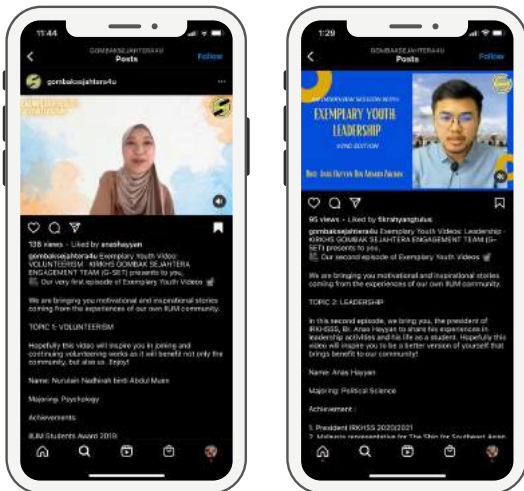 11:44
GOMBAKSEJAHTERA4U
Posts
Follow
gombaksejahtera4u
138 views · Liked by anashayyan
gombaksejahtera4u Exemplary Youth Video:
VOLUNTEERISM - KIRKHS GOMBAK SEJAHTERA
ENGAGEMENT TEAM (G-SET) presents to you,
Our very first episode of Exemplary Youth Videos
We are bringing you motivational and inspirational stories
coming from the experiences of our own IIUM community.
TOPIC 1: VOLUNTEERISM
Hopefully this video will inspire you in joining and
continuing volunteering works as it will benefit not only the
community, but also us. Enjoy!
Name: Nurulain Nadhirah binti Abdul Muen
Majoring: Psychology
Achievements:
IIUM Students Award 2019
1:29
GOMBAKSEJAHTERA4U
Posts
Follow
INTERVIEW SESSION WITH
EXEMPLARY YOUTH
LEADERSHIP
#2ND EDITION
95 views · Liked by fikrahyangtulus
gombaksejahtera4u Exemplary Youth Videos: Leadership -
KIRKHS GOMBAK SEJAHTERA ENGAGEMENT TEAM (G-
SET) presents to you,
Our second episode of Exemplary Youth Videos
We are bringing you motivational and inspirational stories
coming from the experiences of our own IIUM community.
TOPIC 2: LEADERSHIP
In this second episode, we bring you, the president of
IRKHSSS, Br. Anas Hayyan to share his experiences in
leadership activities and his life as a student. Hopefully this
video will inspire you to be a better version of yourself that
brings benefit to our community!
Name: Anas Hayyan
Majoring: Political Science
Achievement :
1. President IRKHSS 2020/2021
2. Malaysia representative for The Ship for Southeast Asian